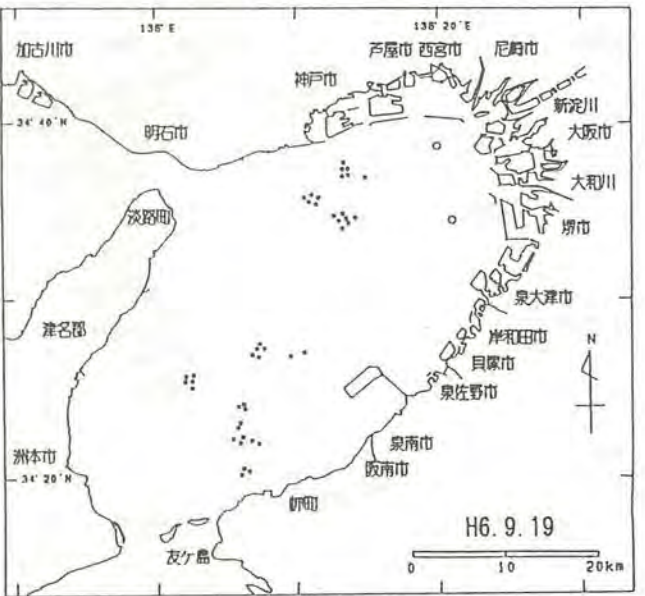 135° E
135° 20' E
加古川市
芦屋市 西宮市 尼崎市
神戸市
新淀川
34° 40' N
明石市
大阪市
大和川
淡路町
堺市
泉大津市
津名郡
岸和田市
N
貝塚市
泉佐野市
泉南市
洲本市
阪南市
34° 20' N
岬町
H6.9.19
友ケ島
0 10 20km